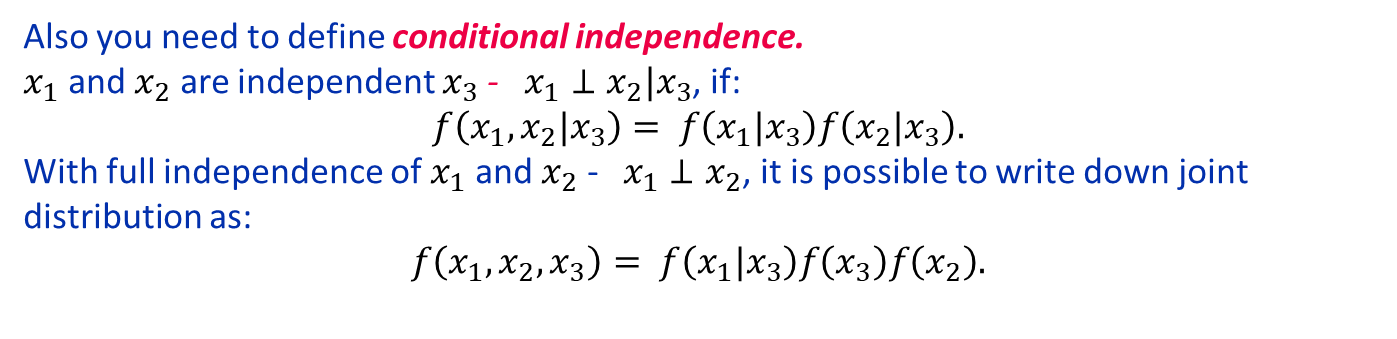 Also you need to define conditional independence.
x₁ and x₂ are independent x₃ - x₁ ⊥ x₂|x₃, if:
f(x₁, x₂|x₃) = f(x₁|x₃)f(x₂|x₃).
With full independence of x₁ and x₂ - x₁ ⊥ x₂, it is possible to write down joint
distribution as:
f(x₁, x₂, x₃) = f(x₁|x₃)f(x₃)f(x₂).